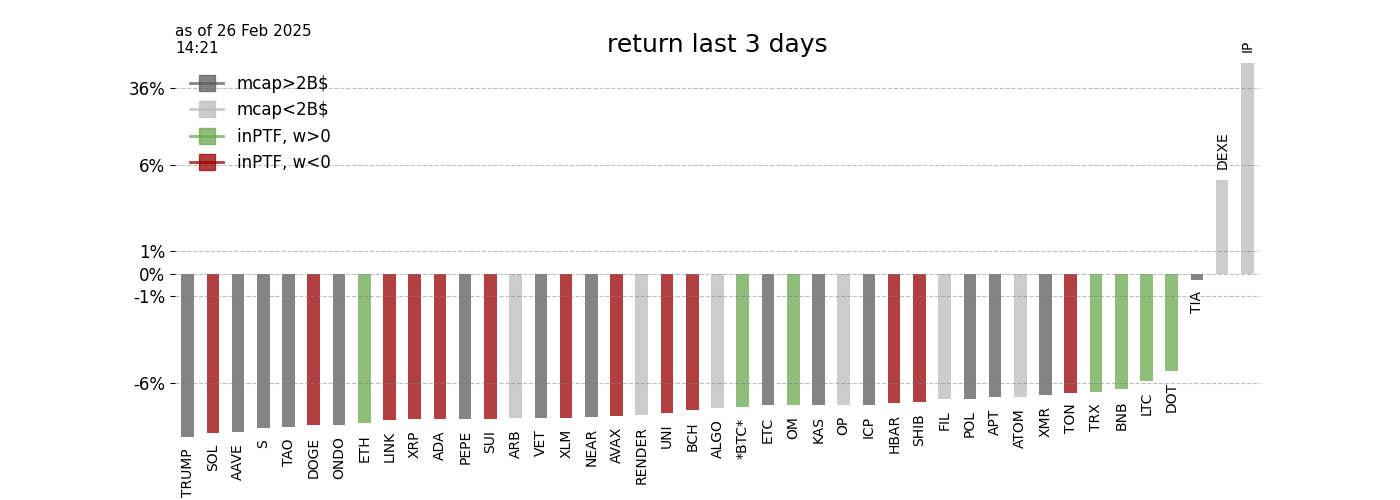 as of 26 Feb 2025
14:21
return last 3 days
mcap>2B$
mcap<2B$
inPTF, w>0
inPTF, w<0
36%
6%
1%
0%
-1%
-6%
TRUMP
SOL
AAVE
S
TAO
DOGE
ONDO
ETH
LINK
XRP
ADA
PEPE
SUI
ARB
VET
XLM
NEAR
AVAX
RENDER
UNI
BCH
ALGO
*BTC*
ETC
OM
KAS
OP
ICP
HBAR
SHIB
FIL
POL
APT
ATOM
XMR
TON
TRX
BNB
LTC
DOT
TIA
DEXE
IP